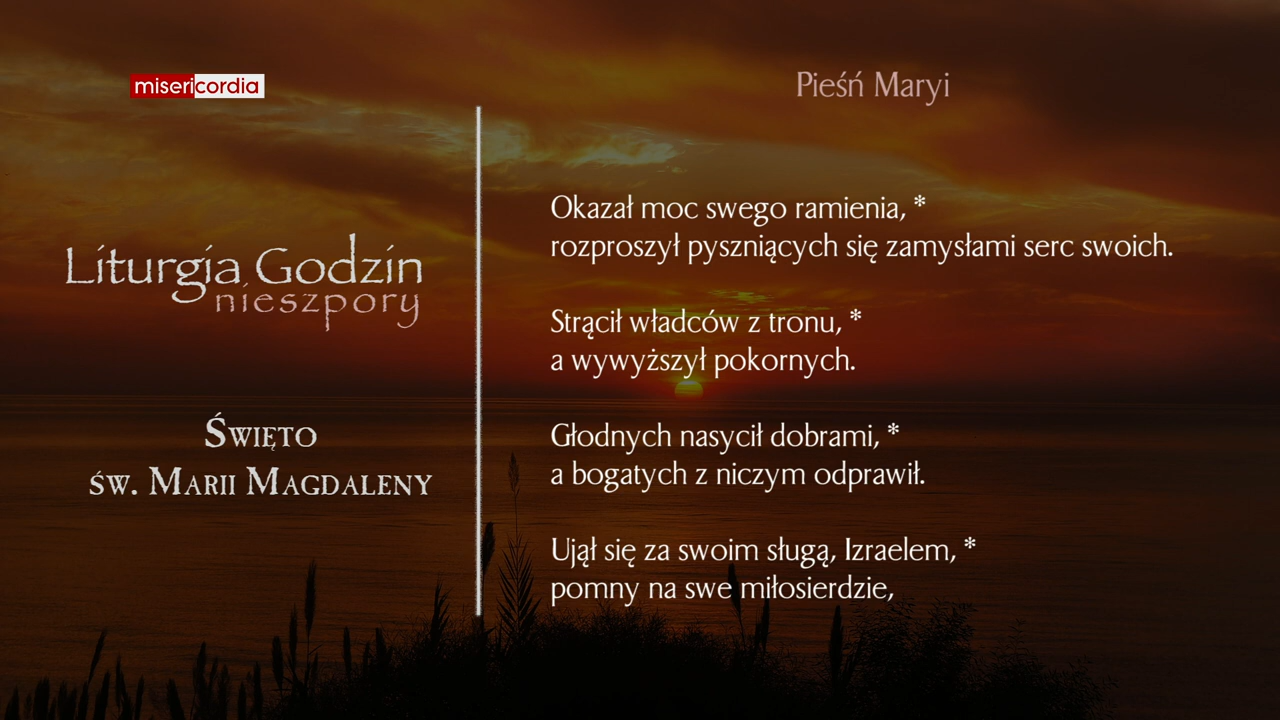 misericordia
Liturgia Godzin
nieszpory
Święto
św. Marii Magdaleny
Pieśń Maryi
Okazał moc swego ramienia, *
rozproszył pyszniących się zamysłami serc swoich.
Strącił władców z tronu, *
a wywyższył pokornych.
Głodnych nasycił dobrami, *
a bogatych z niczym odprawił.
Ujął się za swoim sługą, Izraelem, *
pomny na swe miłosierdzie,